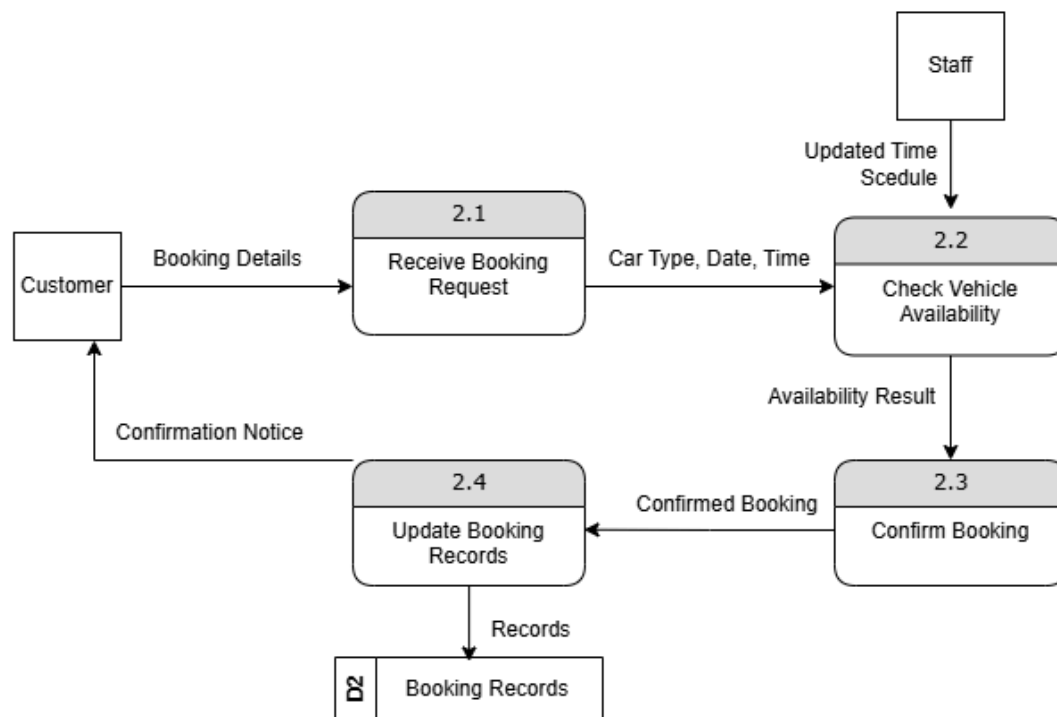 Staff
Updated Time
Scedule
2.1
Receive Booking
Request
2.2
Check Vehicle
Availability
Customer
Booking Details
Car Type, Date, Time
Availability Result
Confirmation Notice
2.4
Update Booking
Records
Confirmed Booking
2.3
Confirm Booking
Records
D2
Booking Records